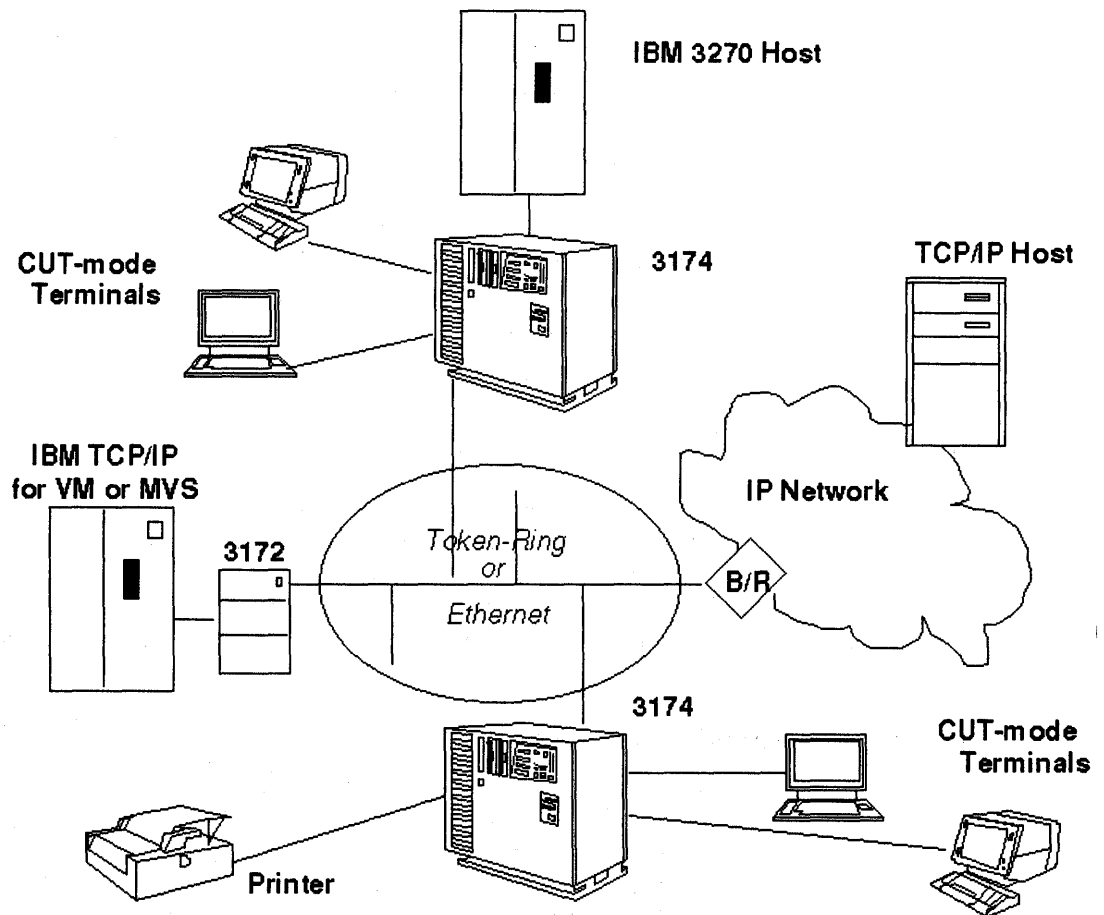 IBM 3270 Host
CUT-mode
Terminals
3174
TCP/IP Host
IBM TCP/IP
for VM or MVS
3172
Token-Ring
or
Ethernet
IP Network
B/R
3174
CUT-mode
Terminals
Printer